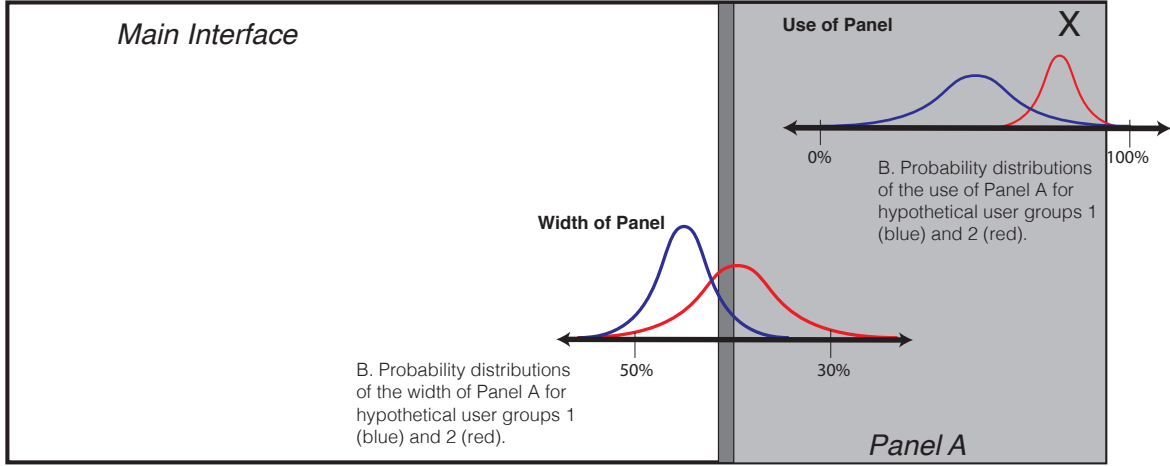 Main Interface
Use of Panel
X
0%
100%
B. Probability distributions
of the use of Panel A for
hypothetical user groups 1
(blue) and 2 (red).
Width of Panel
50%
30%
B. Probability distributions
of the width of Panel A for
hypothetical user groups 1
(blue) and 2 (red).
Panel A